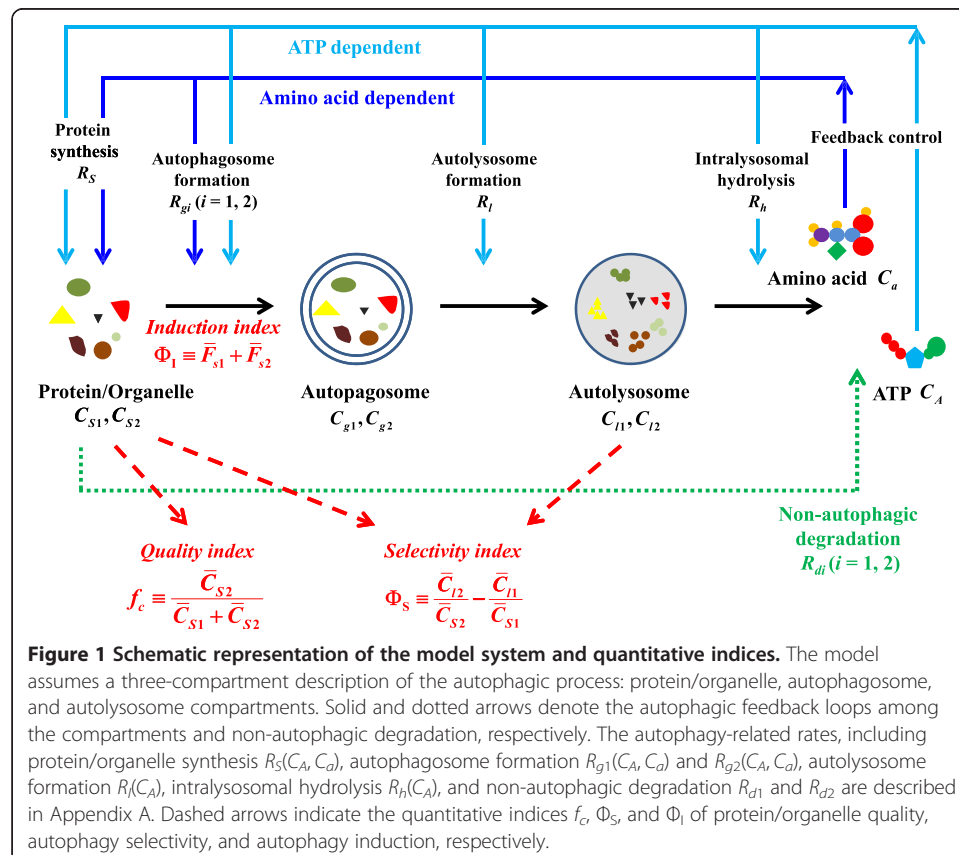 ATP dependent
Amino acid dependent
Protein
synthesis
R_S
Autophagosome
formation
R_gi (i = 1, 2)
Autolysosome
formation
R_l
Intralysosomal
hydrolysis
R_h
Feedback control
Amino acid C_a
Induction index
Φ_I ≡ F̅_s1 + F̅_s2
Protein/Organelle
C_S1, C_S2
Autopagosome
C_g1, C_g2
Autolysosome
C_l1, C_l2
ATP C_A
Non-autophagic
degradation
R_di (i = 1, 2)
Quality index
f_c ≡ C̅_S2 / (C̅_S1 + C̅_S2)
Selectivity index
Φ_S ≡ C̅_l2 / C̅_S2 − C̅_l1 / C̅_S1
Figure 1 Schematic representation of the model system and quantitative indices. The model
assumes a three-compartment description of the autophagic process: protein/organelle, autophagosome,
and autolysosome compartments. Solid and dotted arrows denote the autophagic feedback loops among
the compartments and non-autophagic degradation, respectively. The autophagy-related rates, including
protein/organelle synthesis R_S(C_A, C_a), autophagosome formation R_g1(C_A, C_a) and R_g2(C_A, C_a), autolysosome
formation R_l(C_A), intralysosomal hydrolysis R_h(C_A), and non-autophagic degradation R_d1 and R_d2 are described
in Appendix A. Dashed arrows indicate the quantitative indices f_c, Φ_S, and Φ_I of protein/organelle quality,
autophagy selectivity, and autophagy induction, respectively.